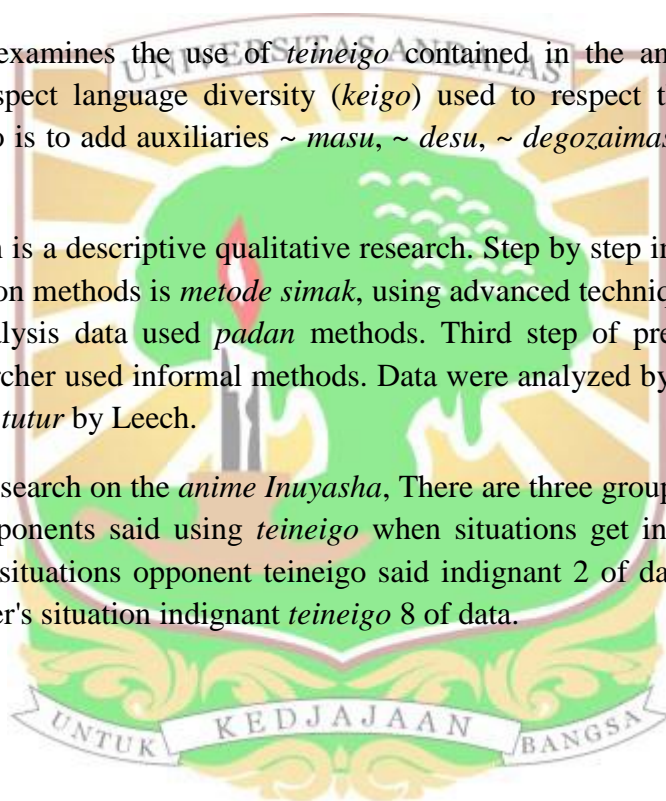 UNIVERSITAS ANDALAS
examines the use of teineigo contained in the an
spect language diversity (keigo) used to respect t
o is to add auxiliaries ~ masu, ~ desu, ~ degozaimas
n is a descriptive qualitative research. Step by step in
on methods is metode simak, using advanced techniq
alysis data used padan methods. Third step of pre
rcher used informal methods. Data were analyzed by
tutur by Leech.
search on the anime Inuyasha, There are three group
ponents said using teineigo when situations get in
situations opponent teineigo said indignant 2 of da
er's situation indignant teineigo 8 of data.
UNTUK KEDJAJAAN BANGSA